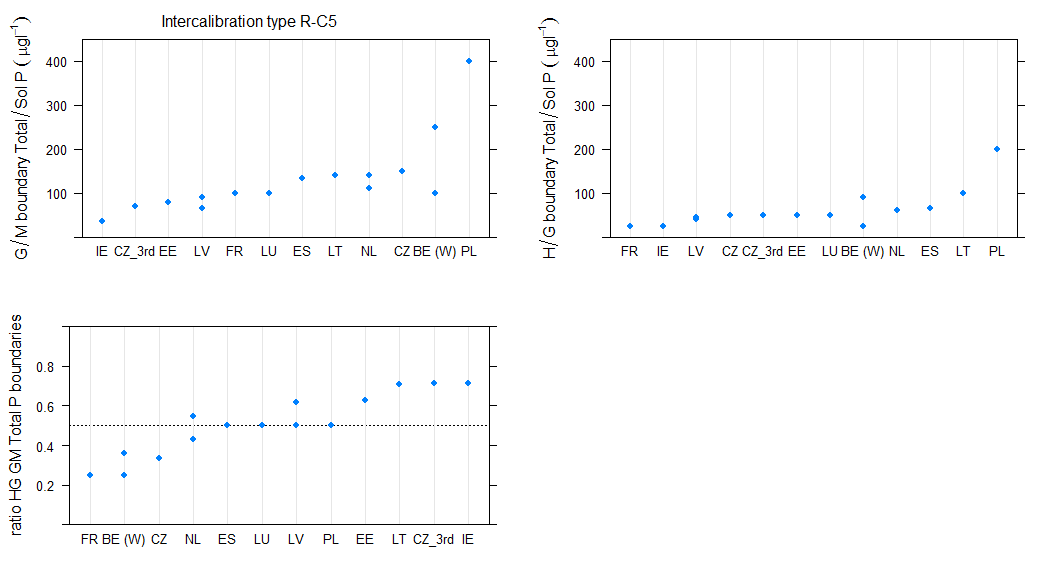 Intercalibration type R-C5
G/M boundary Total/Sol P ( µgl⁻¹)
400
300
200
100
IE CZ_3rd EE LV FR LU ES LT NL CZ BE (W) PL
H/G boundary Total/Sol P ( µgl⁻¹)
400
300
200
100
FR IE LV CZ CZ_3rd EE LU BE (W) NL ES LT PL
ratio HG GM Total P boundaries
0.8
0.6
0.4
0.2
FR BE (W) CZ NL ES LU LV PL EE LT CZ_3rd IE